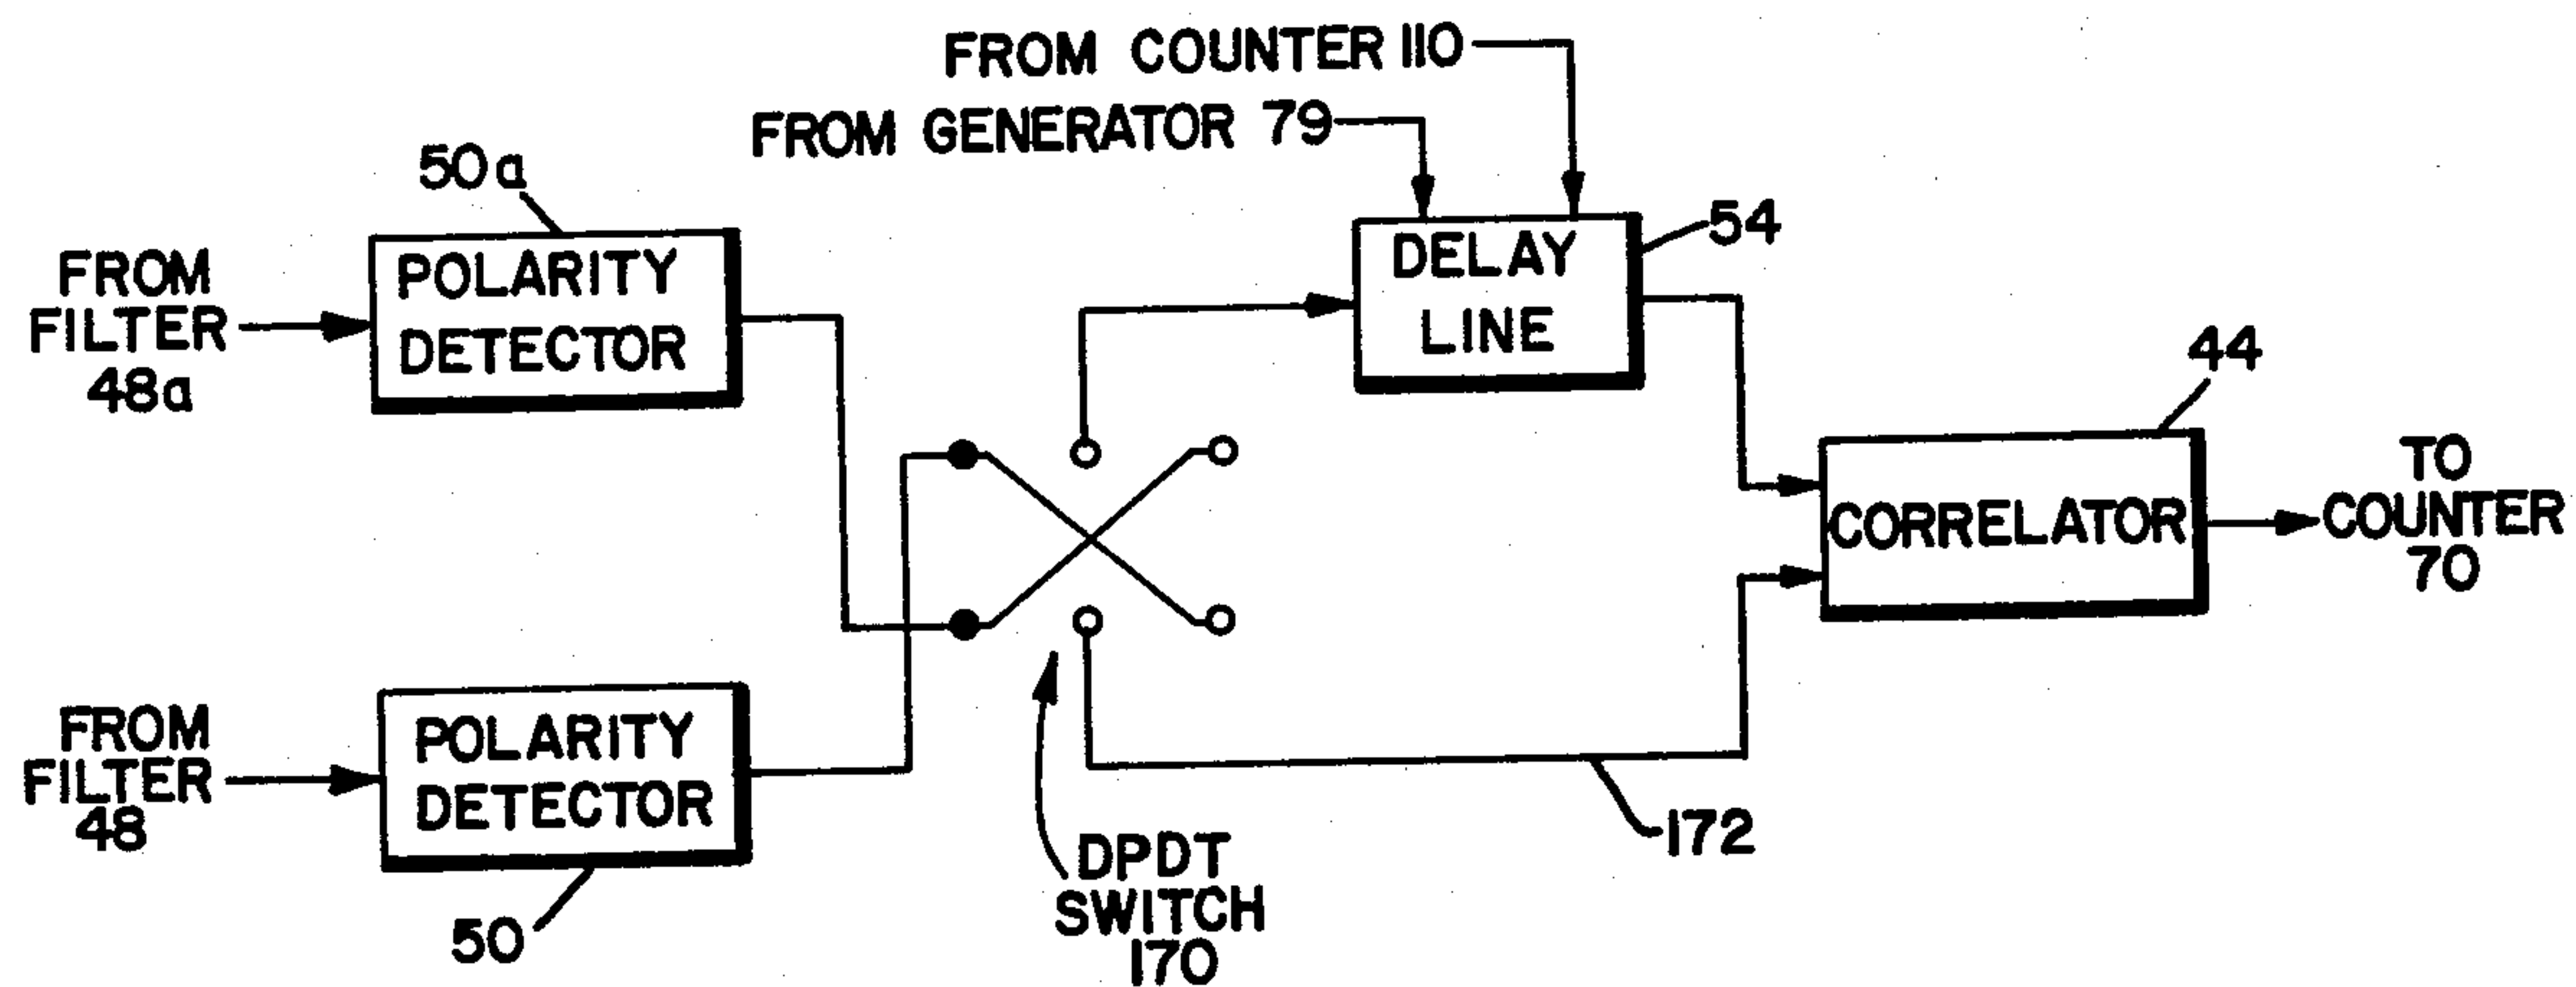 FROM COUNTER 110
FROM GENERATOR 79
50a
54
FROM
FILTER
48a
POLARITY
DETECTOR
DELAY
LINE
44
CORRELATOR
TO
COUNTER
70
FROM
FILTER
48
POLARITY
DETECTOR
50
DPDT
SWITCH
170
172